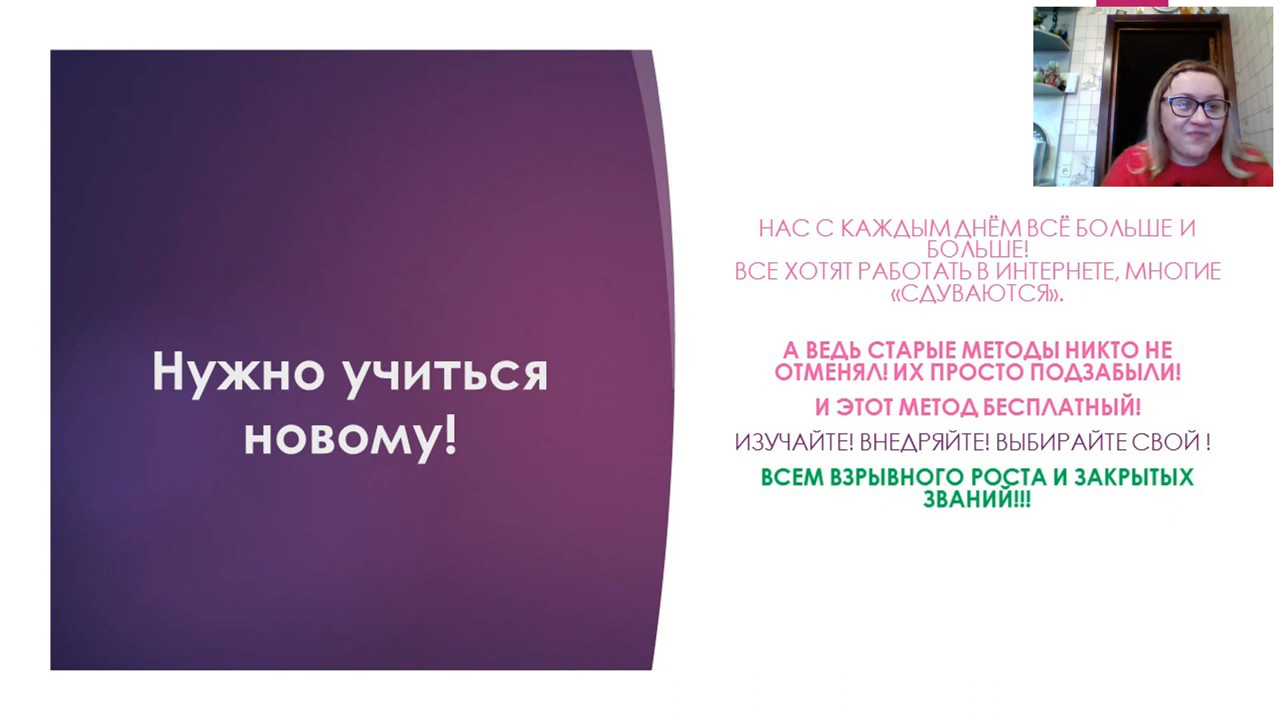 Нужно учиться
новому!
НАС С КАЖДЫМ ДНЁМ ВСЁ БОЛЬШЕ И
БОЛЬШЕ!
ВСЕ ХОТЯТ РАБОТАТЬ В ИНТЕРНЕТЕ, МНОГИЕ
«СДУВАЮТСЯ».
А ВЕДЬ СТАРЫЕ МЕТОДЫ НИКТО НЕ
ОТМЕНЯЛ! ИХ ПРОСТО ПОДЗАБЫЛИ!
И ЭТОТ МЕТОД БЕСПЛАТНЫЙ!
ИЗУЧАЙТЕ! ВНЕДРЯЙТЕ! ВЫБИРАЙТЕ СВОЙ !
ВСЕМ ВЗРЫВНОГО РОСТА И ЗАКРЫТЫХ
ЗВАНИЙ!!!